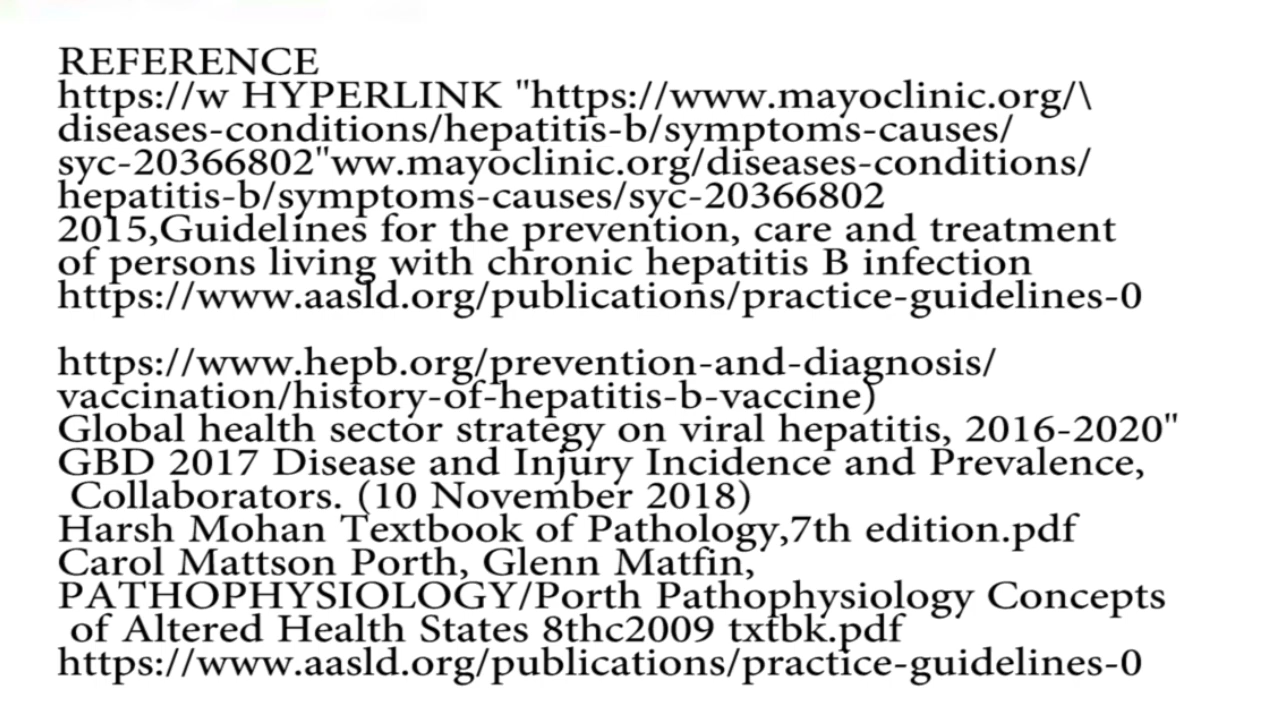 REFERENCE
https://w HYPERLINK "https://www.mayoclinic.org/\
diseases-conditions/hepatitis-b/symptoms-causes/
syc-20366802"ww.mayoclinic.org/diseases-conditions/
hepatitis-b/symptoms-causes/syc-20366802
2015,Guidelines for the prevention, care and treatment
of persons living with chronic hepatitis B infection
https://www.aasld.org/publications/practice-guidelines-0
https://www.hepb.org/prevention-and-diagnosis/
vaccination/history-of-hepatitis-b-vaccine)
Global health sector strategy on viral hepatitis, 2016-2020"
GBD 2017 Disease and Injury Incidence and Prevalence,
Collaborators. (10 November 2018)
Harsh Mohan Textbook of Pathology,7th edition.pdf
Carol Mattson Porth, Glenn Matfin,
PATHOPHYSIOLOGY/Porth Pathophysiology Concepts
of Altered Health States 8thc2009 txtbk.pdf
https://www.aasld.org/publications/practice-guidelines-0